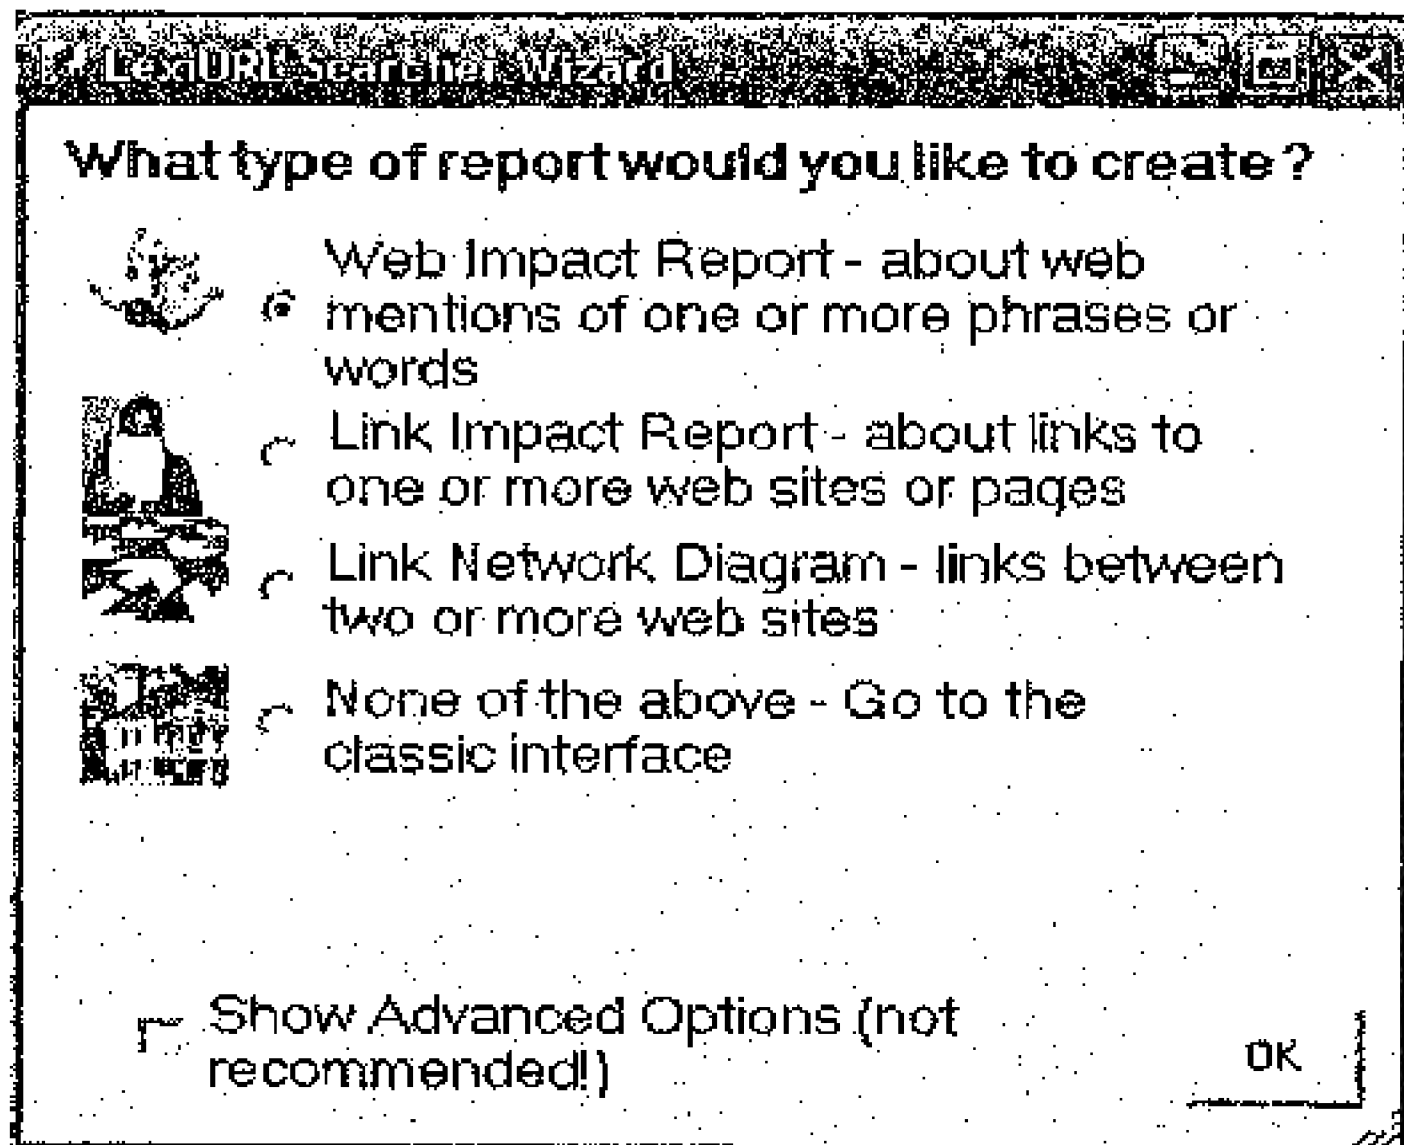 LexiURL Searcher Wizard
What type of report would you like to create?
Web Impact Report - about web
mentions of one or more phrases or
words
Link Impact Report - about links to
one or more web sites or pages
Link Network Diagram - links between
two or more web sites
None of the above - Go to the
classic interface
Show Advanced Options (not
recommended!)
OK